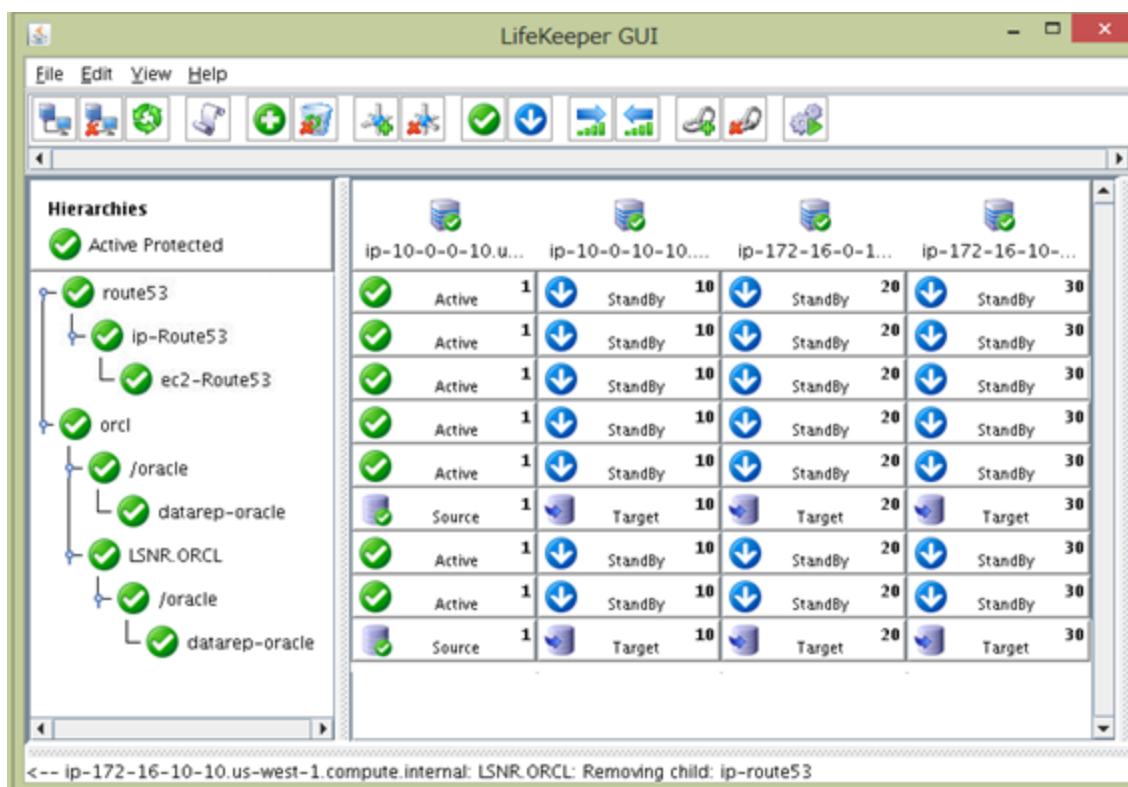 LifeKeeper GUI
File Edit View Help
Hierarchies
Active Protected
ip-10-0-0-10.u... ip-10-0-10-10.... ip-172-16-0-1... ip-172-16-10-...
route53 Active 1 StandBy 10 StandBy 20 StandBy 30
ip-Route53 Active 1 StandBy 10 StandBy 20 StandBy 30
ec2-Route53 Active 1 StandBy 10 StandBy 20 StandBy 30
orcl Active 1 StandBy 10 StandBy 20 StandBy 30
/oracle Active 1 StandBy 10 StandBy 20 StandBy 30
datarep-oracle Source 1 Target 10 Target 20 Target 30
LSNR.ORCL Active 1 StandBy 10 StandBy 20 StandBy 30
/oracle Active 1 StandBy 10 StandBy 20 StandBy 30
datarep-oracle Source 1 Target 10 Target 20 Target 30
<-- ip-172-16-10-10.us-west-1.compute.internal: LSNR.ORCL: Removing child: ip-route53